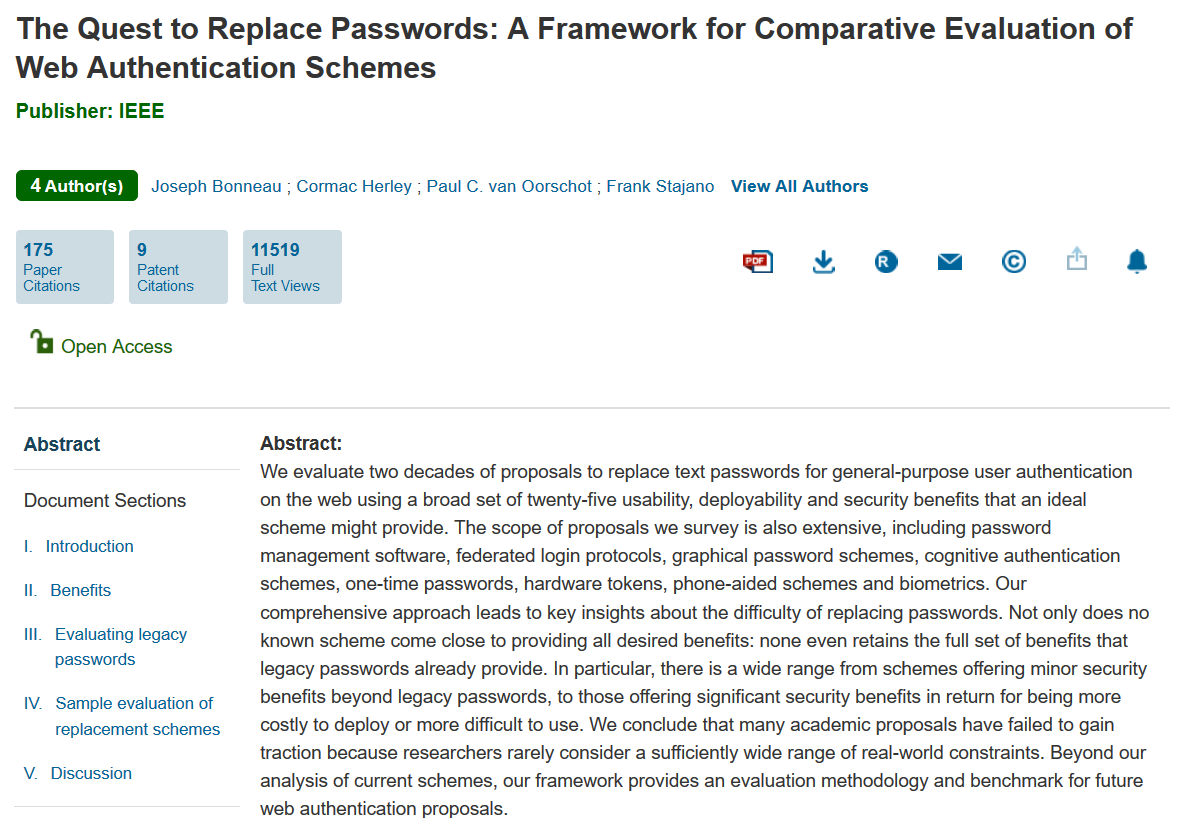 The Quest to Replace Passwords: A Framework for Comparative Evaluation of
Web Authentication Schemes
Publisher: IEEE
4 Author(s) Joseph Bonneau ; Cormac Herley ; Paul C. van Oorschot ; Frank Stajano View All Authors
175
Paper
Citations
9
Patent
Citations
11519
Full
Text Views
PDF
R
©
Open Access
Abstract
Document Sections
I. Introduction
II. Benefits
III. Evaluating legacy
passwords
IV. Sample evaluation of
replacement schemes
V. Discussion
Abstract:
We evaluate two decades of proposals to replace text passwords for general-purpose user authentication
on the web using a broad set of twenty-five usability, deployability and security benefits that an ideal
scheme might provide. The scope of proposals we survey is also extensive, including password
management software, federated login protocols, graphical password schemes, cognitive authentication
schemes, one-time passwords, hardware tokens, phone-aided schemes and biometrics. Our
comprehensive approach leads to key insights about the difficulty of replacing passwords. Not only does no
known scheme come close to providing all desired benefits: none even retains the full set of benefits that
legacy passwords already provide. In particular, there is a wide range from schemes offering minor security
benefits beyond legacy passwords, to those offering significant security benefits in return for being more
costly to deploy or more difficult to use. We conclude that many academic proposals have failed to gain
traction because researchers rarely consider a sufficiently wide range of real-world constraints. Beyond our
analysis of current schemes, our framework provides an evaluation methodology and benchmark for future
web authentication proposals.